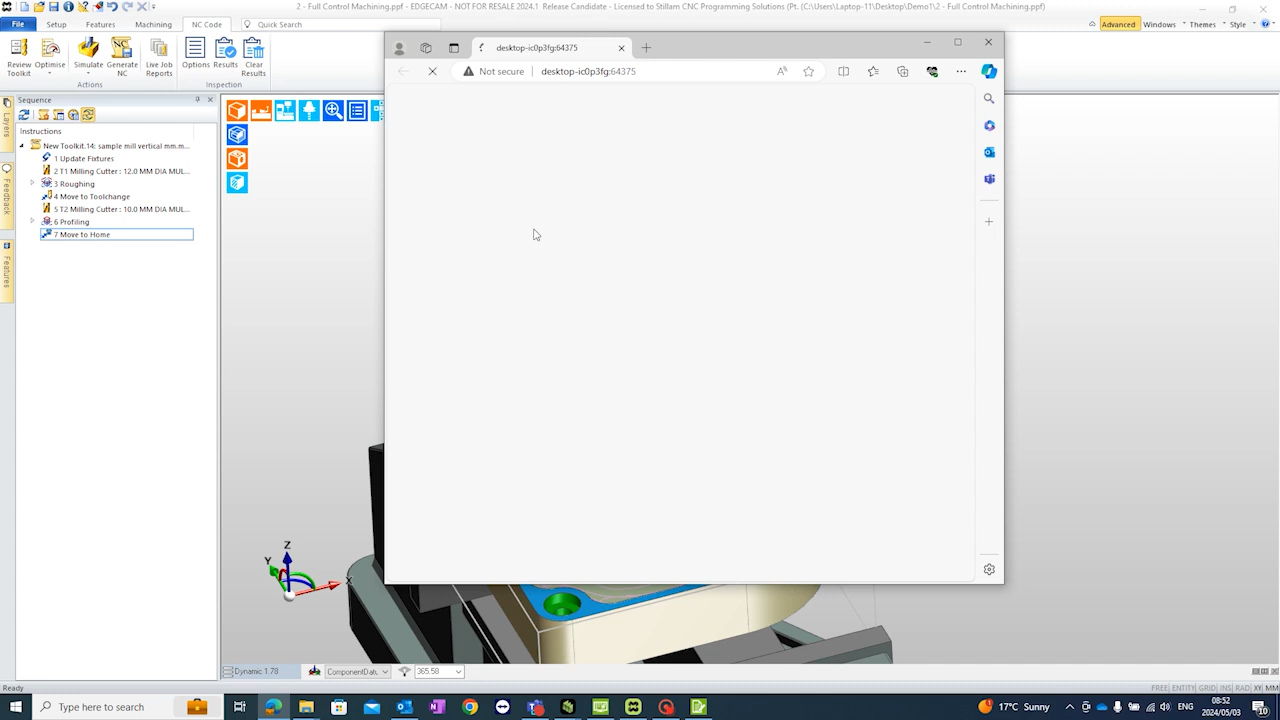 2 - Full Control Machining.ppf - EDGECAM - NOT FOR RESALE 2024.1 Release Candidate - Licensed to Stillam CNC Programming Solutions (Pt. (C:\Users\Laptop-11\Desktop\Demo1\2 - Full Control Machining.ppf)
File Setup Features Machining NC Code Quick Search Advanced Windows Themes Style
Review Toolkit
Optimise
Simulate
Generate NC
Live Job Reports
Options
Results
Clear Results
Actions
Inspection
desktop-ic0p3fg:64375
Not secure desktop-ic0p3fg:64375
Sequence
Layers
Feedback
Features
Instructions
New Toolkit.14: sample mill vertical mm.m...
1 Update Fixtures
2 T1 Milling Cutter : 12.0 MM DIA MUL...
3 Roughing
4 Move to Toolchange
5 T2 Milling Cutter : 10.0 MM DIA MUL...
6 Profiling
7 Move to Home
Z
Y
X
Dynamic 1.78 ComponentDatu 365.58
Ready FREE ENTITY GRID INS RAD XY MM
Type here to search
17°C Sunny
ENG
08:52
2024/05/03